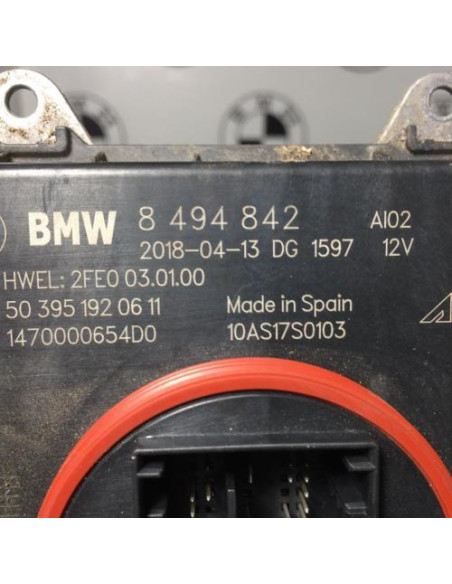 BMW 8 494 842 AI02
2018-04-13 DG 1597 12V
HWEL: 2FE0 03.01.00
50 395 192 06 11 Made in Spain
1470000654D0 10AS17S0103